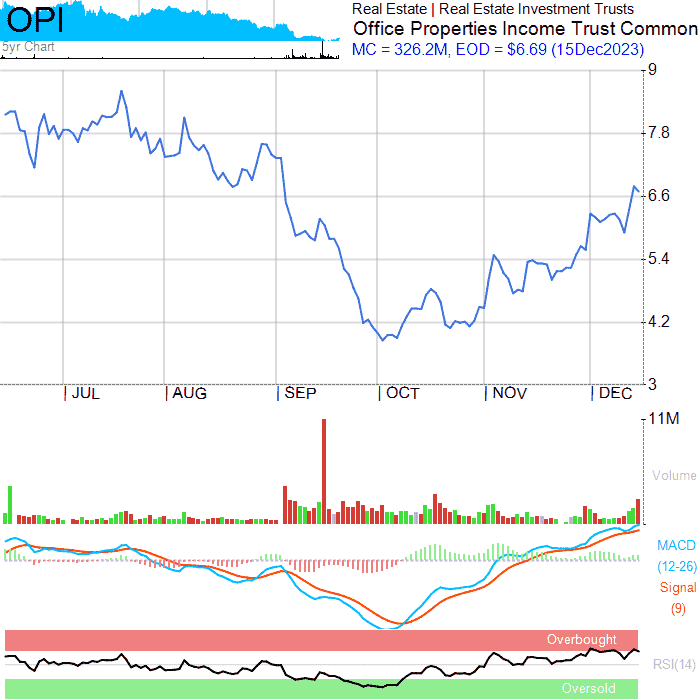 OPI
5yr Chart
Real Estate | Real Estate Investment Trusts
Office Properties Income Trust Common
MC = 326.2M, EOD = $6.69 (15Dec2023)
9
7.8
6.6
5.4
4.2
3
JUL AUG SEP OCT NOV DEC
11M
Volume
MACD
(12-26)
Signal
(9)
Overbought
RSI(14)
Oversold